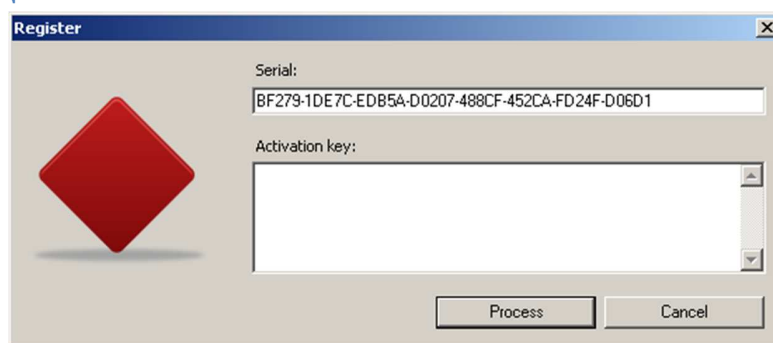 Register
Serial:
BF279-1DE7C-EDB5A-D0207-488CF-452CA-FD24F-D06D1
Activation key:
Process
Cancel